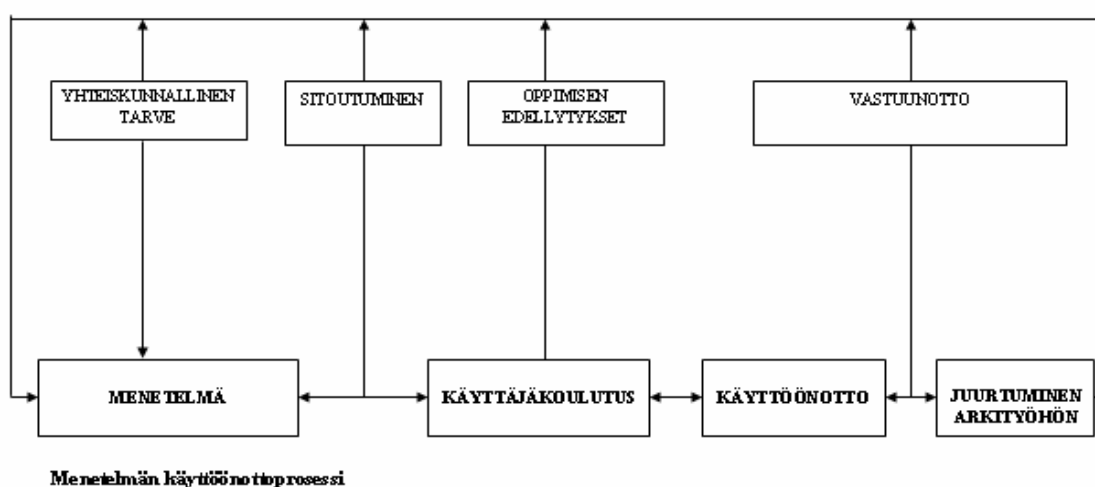 YHTEISKUNNALLINEN
TARVE
SITOUTUMINEN
OPPIMISEN
EDELLYTYKSET
VASTUUNOTTO
MENETELMÄ
KÄYTTÄJÄKOULUTUS
KÄYTTÖÖNOTTO
JUURTUMINEN
ARKITYÖHÖN
Menetelmän käyttöönottoprosessi